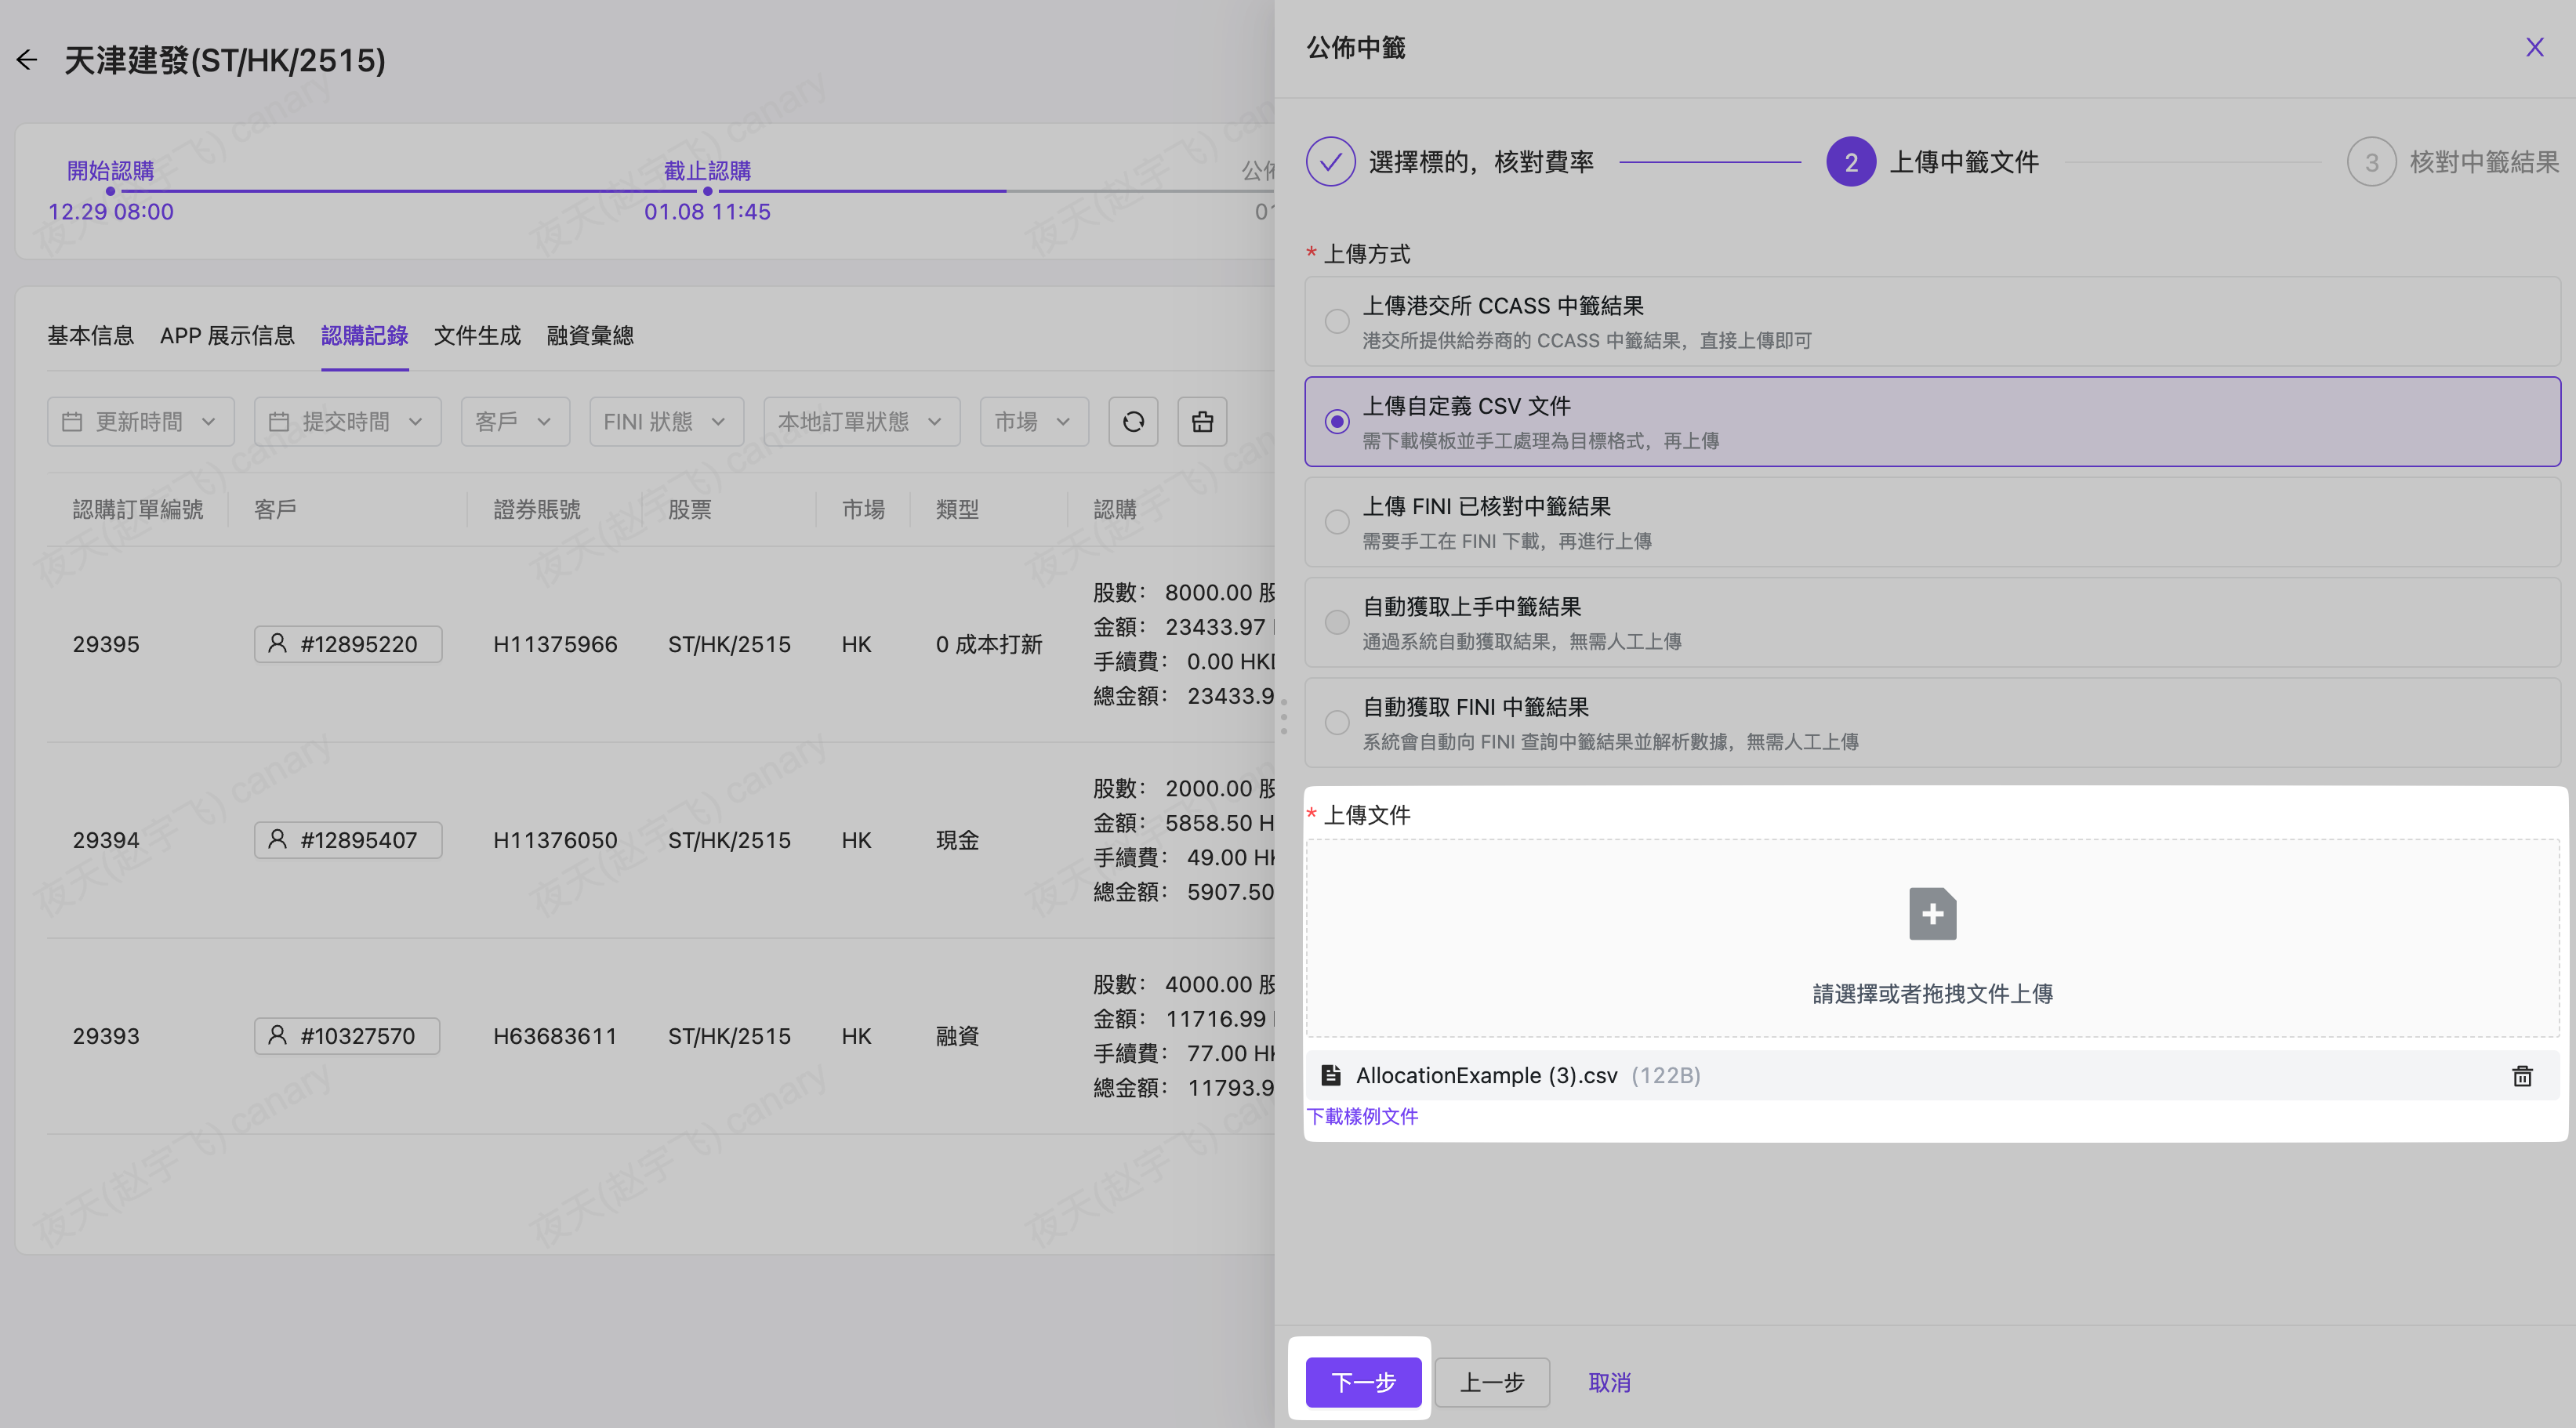 天津建發(ST/HK/2515)
開始認購
12.29 08:00
截止認購
01.08 11:45
基本信息 APP 展示信息 認購記錄 文件生成 融資彙總
更新時間 提交時間 客戶 FINI 狀態 本地訂單狀態 市場
認購訂單編號 客戶 證券賬號 股票 市場 類型 認購
29395 #12895220 H11375966 ST/HK/2515 HK 0 成本打新
股數： 8000.00 股
金額： 23433.97
手續費： 0.00 HK
總金額： 23433.9
29394 #12895407 H11376050 ST/HK/2515 HK 現金
股數： 2000.00 股
金額： 5858.50 H
手續費： 49.00 H
總金額： 5907.50
29393 #10327570 H63683611 ST/HK/2515 HK 融資
股數： 4000.00 股
金額： 11716.99
手續費： 77.00 H
總金額： 11793.9
公佈中籤
選擇標的，核對費率
2 上傳中籤文件
3 核對中籤結果
* 上傳方式
上傳港交所 CCASS 中籤結果
港交所提供給券商的 CCASS 中籤結果，直接上傳即可
上傳自定義 CSV 文件
需下載模板並手工處理為目標格式，再上傳
上傳 FINI 已核對中籤結果
需要手工在 FINI 下載，再進行上傳
自動獲取上手中籤結果
通過系統自動獲取結果，無需人工上傳
自動獲取 FINI 中籤結果
系統會自動向 FINI 查詢中籤結果並解析數據，無需人工上傳
* 上傳文件
請選擇或者拖拽文件上傳
AllocationExample (3).csv (122B)
下載樣例文件
下一步 上一步 取消
夜天(赵宇飞) canary